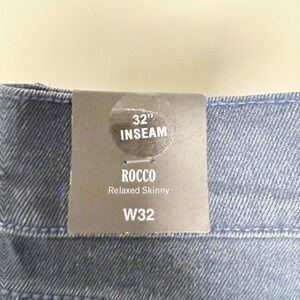 32"
INSEAM
ROCCO
Relaxed Skinny
W32